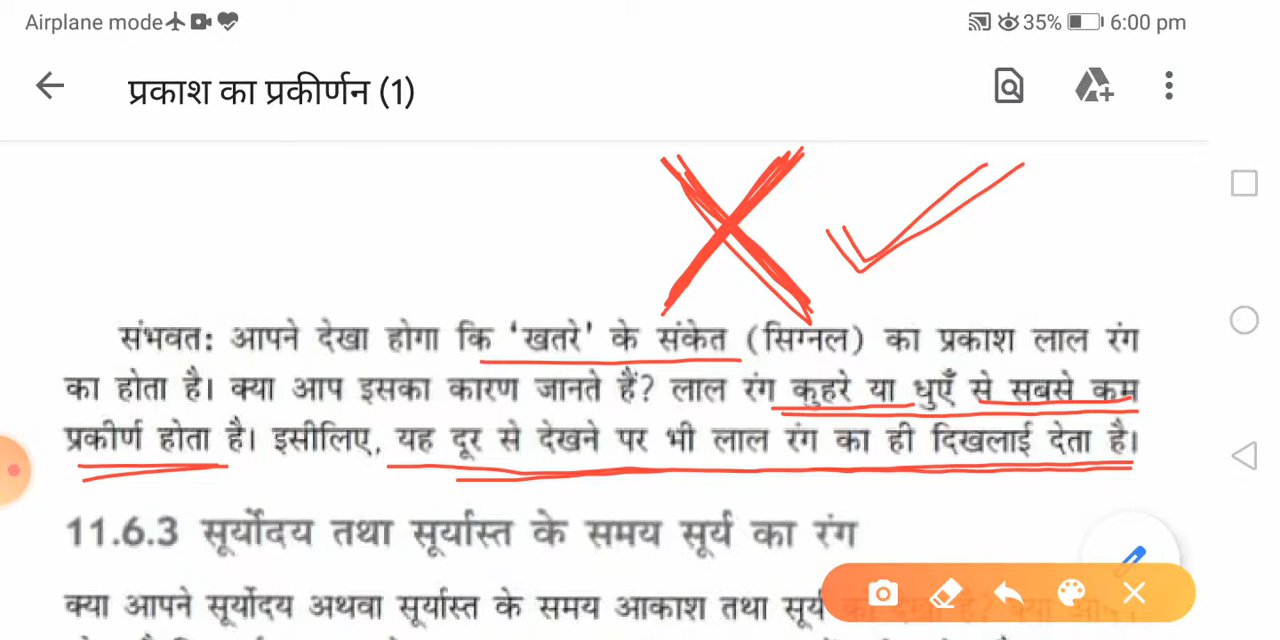 Airplane mode 35% 6:00 pm
प्रकाश का प्रकीर्णन (1)
संभवत: आपने देखा होगा कि 'खतरे' के संकेत (सिग्नल) का प्रकाश लाल रंग
का होता है। क्या आप इसका कारण जानते हैं? लाल रंग कुहरे या धुएँ से सबसे कम
प्रकीर्ण होता है। इसीलिए, यह दूर से देखने पर भी लाल रंग का ही दिखलाई देता है।
11.6.3 सूर्योदय तथा सूर्यास्त के समय सूर्य का रंग
क्या आपने सूर्योदय अथवा सूर्यास्त के समय आकाश तथा सूर्य को देखा है? क्या